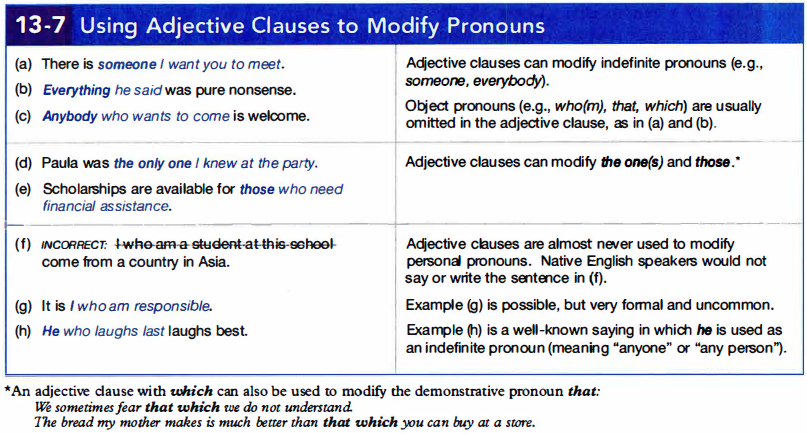 13-7 Using Adjective Clauses to Modify Pronouns
(a) There is someone I want you to meet.
(b) Everything he said was pure nonsense.
(c) Anybody who wants to come is welcome.
Adjective clauses can modify indefinite pronouns (e.g.,
someone, everybody).
Object pronouns (e.g., who(m), that, which) are usually
omitted in the adjective clause, as in (a) and (b).
(d) Paula was the only one I knew at the party.
(e) Scholarships are available for those who need
financial assistance.
Adjective clauses can modify the one(s) and those.*
(f) INCORRECT: I who am a student at this school
come from a country in Asia.
(g) It is I who am responsible.
(h) He who laughs last laughs best.
Adjective clauses are almost never used to modify
personal pronouns. Native English speakers would not
say or write the sentence in (f).
Example (g) is possible, but very formal and uncommon.
Example (h) is a well-known saying in which he is used as
an indefinite pronoun (meaning "anyone" or "any person").
*An adjective clause with which can also be used to modify the demonstrative pronoun that:
We sometimes fear that which we do not understand.
The bread my mother makes is much better than that which you can buy at a store.